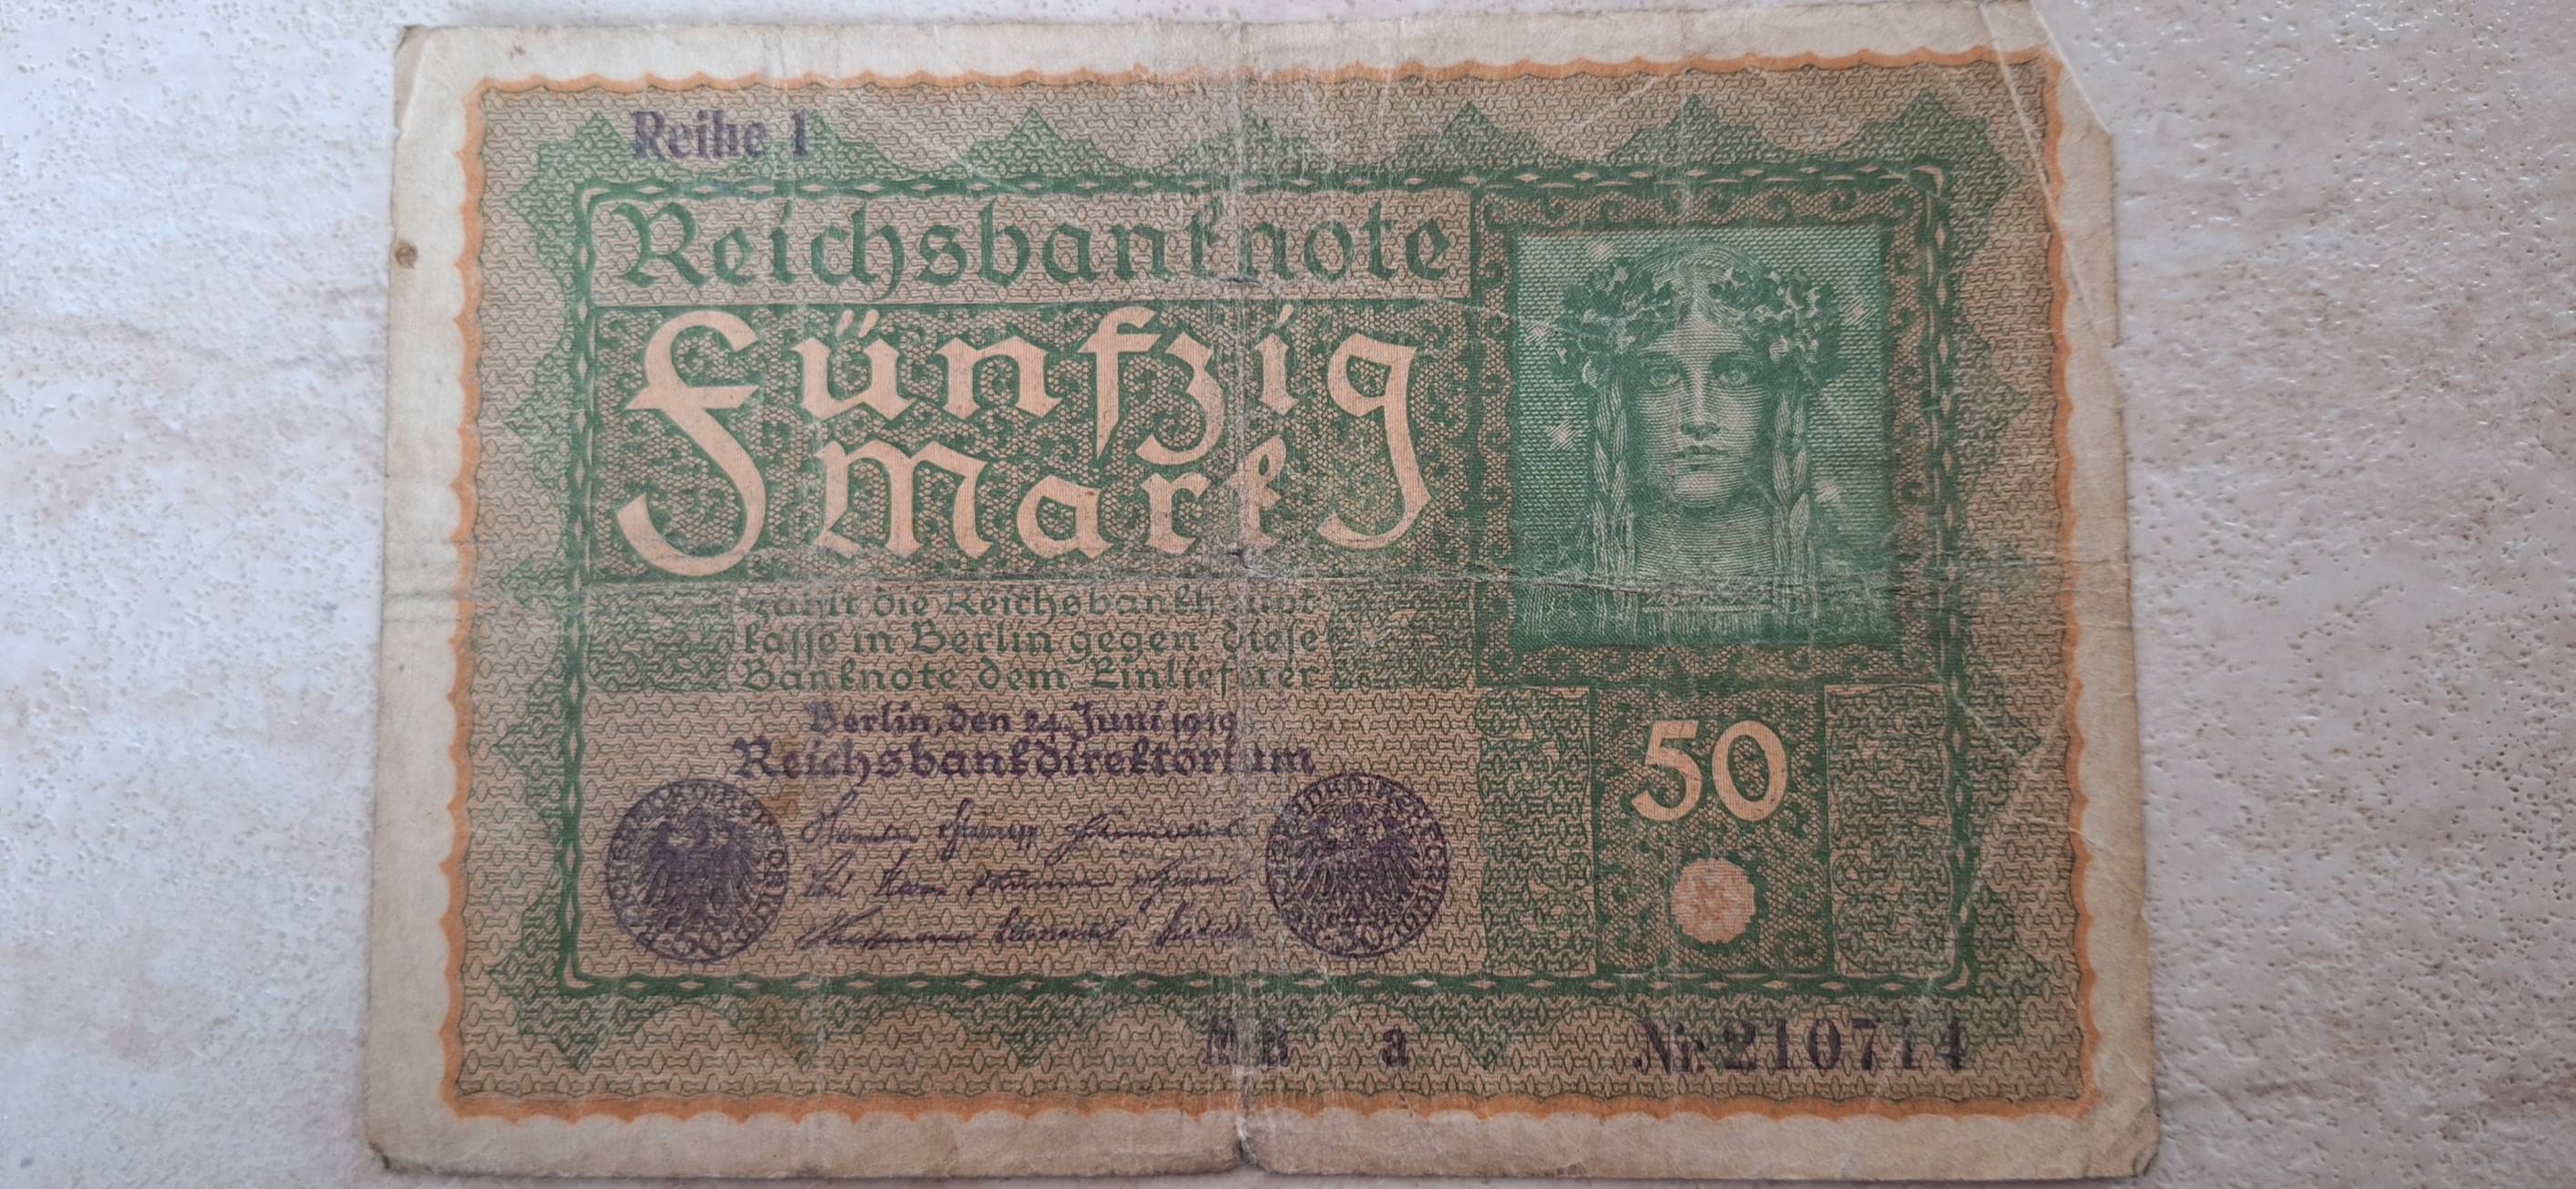 Reihe 1
Reichsbanknote
Fünfzig
Mark
zahlt die Reichsbankhaupt
kasse in Berlin gegen diese
Banknote dem Einlieferer
Berlin, den 24. Juni 1919
Reichsbankdirektorium
50
a
Nr. 210714